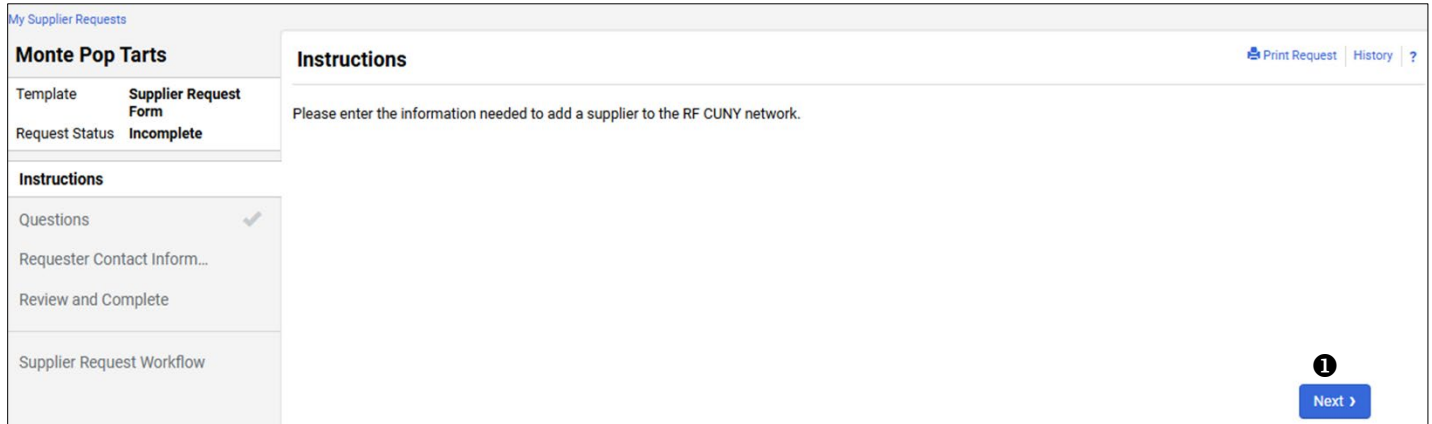 My Supplier Requests
Monte Pop Tarts
Template Supplier Request Form
Request Status Incomplete
Instructions
Questions
Requester Contact Inform...
Review and Complete
Supplier Request Workflow
Instructions
Print Request History ?
Please enter the information needed to add a supplier to the RF CUNY network.
❶
Next ›